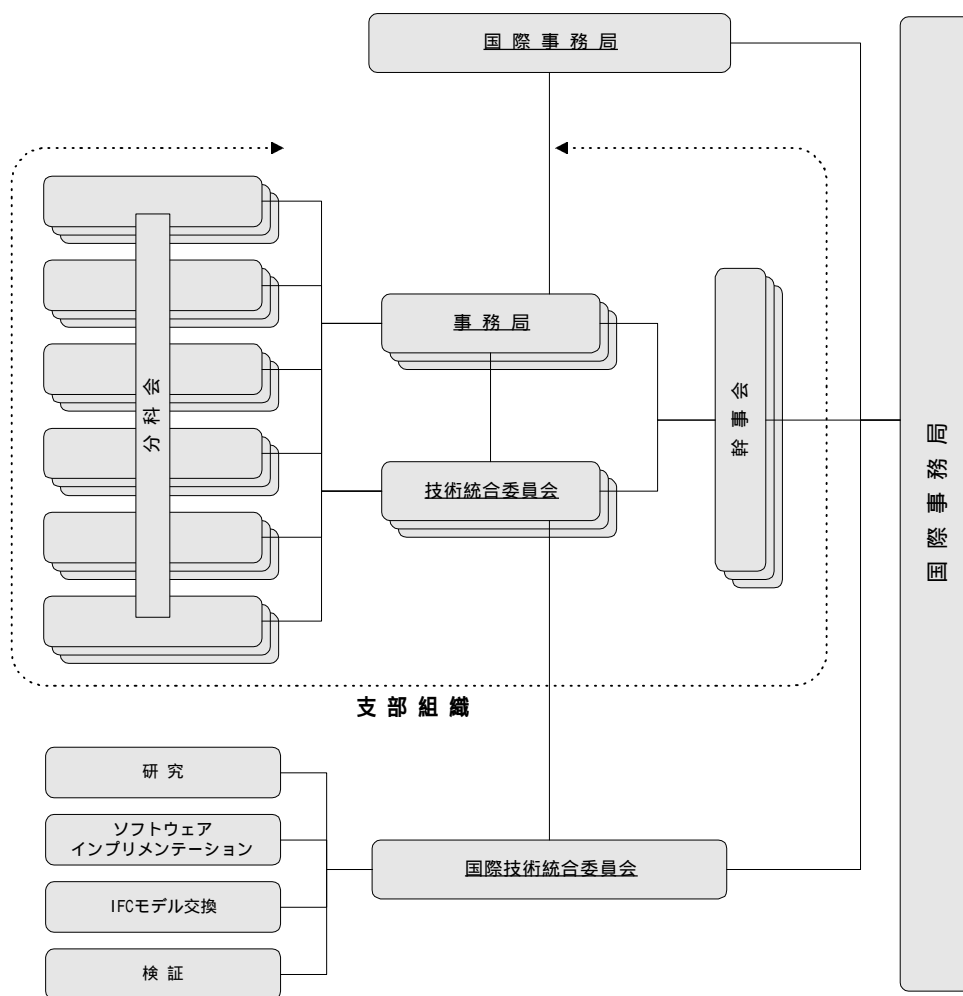 国際事務局
事務局
分科会
幹事会
技術統合委員会
国際事務局
支部組織
研究
ソフトウェア
インプリメンテーション
IFCモデル交換
検証
国際技術統合委員会